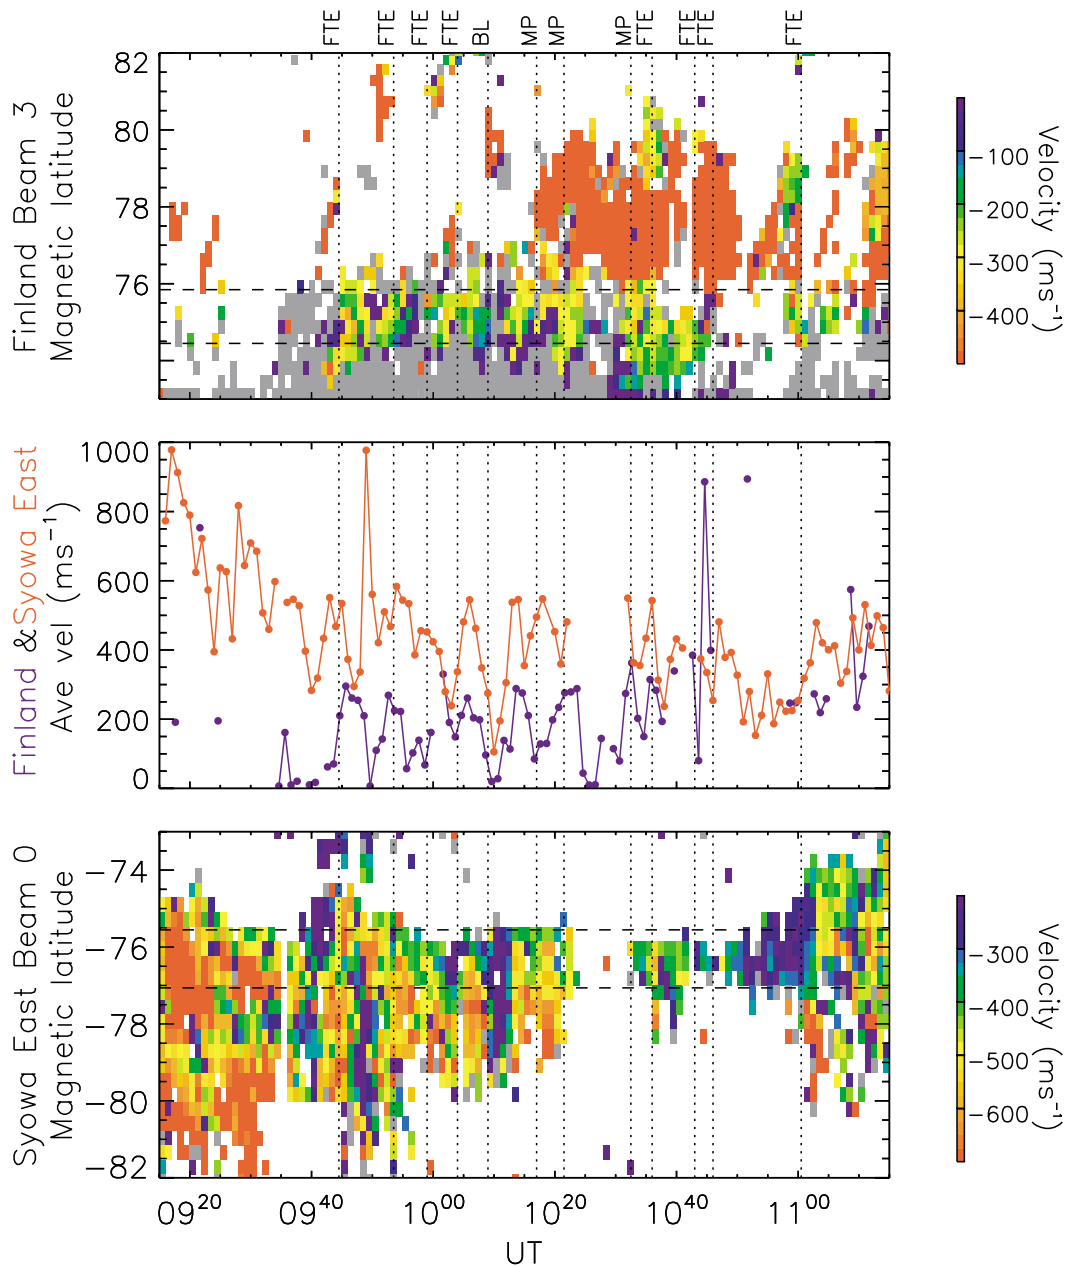 FTE FTE FTE FTE BL MP MP MP FTE FTE FTE FTE
Finland Beam 3
Magnetic latitude
82
80
78
76
Velocity (ms⁻¹)
−100
−200
−300
−400
Finland & Syowa East
Ave vel (ms⁻¹)
1000
800
600
400
200
0
Syowa East Beam 0
Magnetic latitude
−74
−76
−78
−80
−82
Velocity (ms⁻¹)
−300
−400
−500
−600
09²⁰ 09⁴⁰ 10⁰⁰ 10²⁰ 10⁴⁰ 11⁰⁰
UT